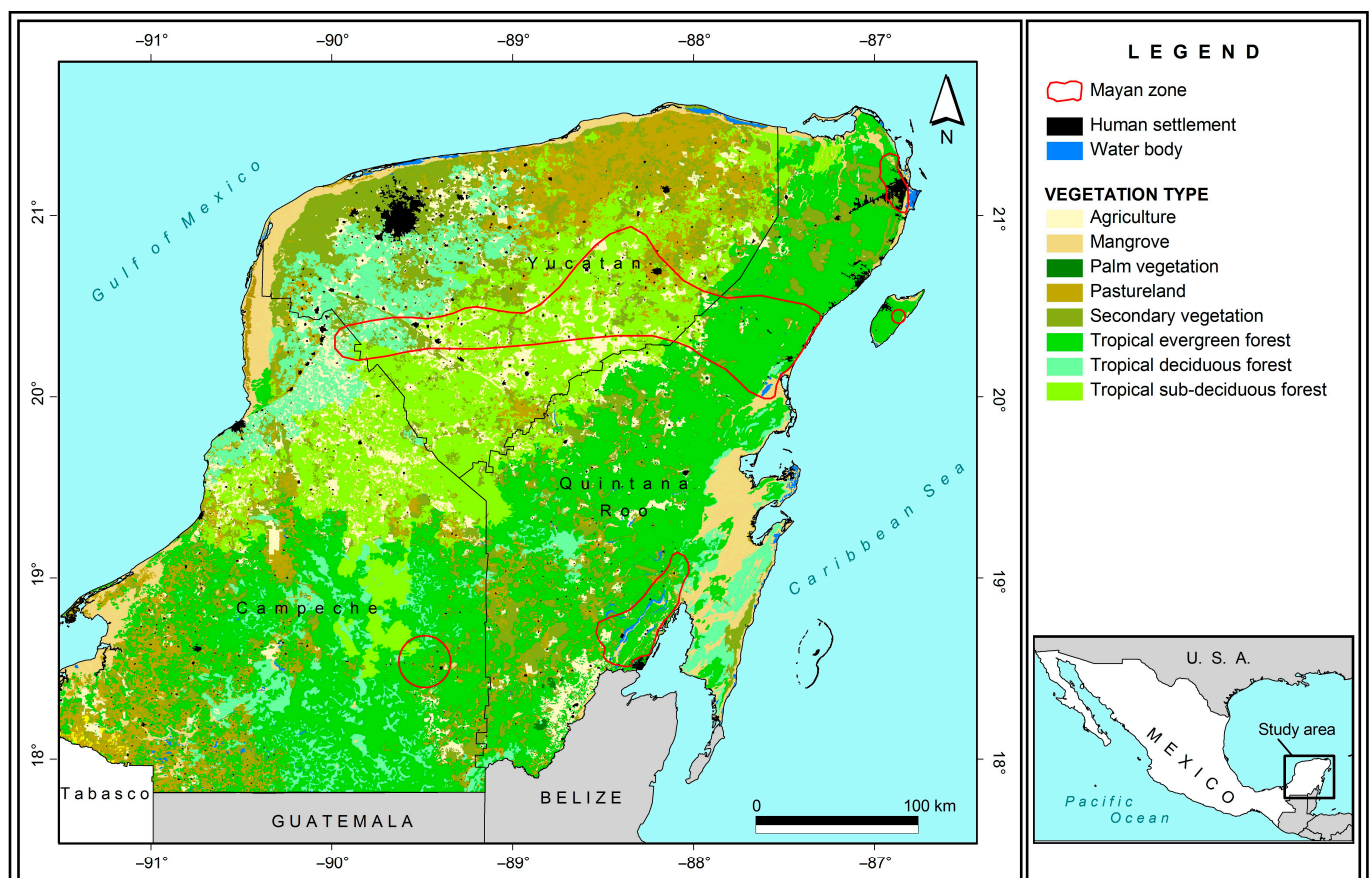 −91°
−90°
−89°
−88°
−87°
L E G E N D
Mayan zone
Human settlement
Water body
VEGETATION TYPE
Agriculture
Mangrove
Palm vegetation
Pastureland
Secondary vegetation
Tropical evergreen forest
Tropical deciduous forest
Tropical sub-deciduous forest
N
Gulf of Mexico
21°
21°
Yucatan
20°
20°
Quintana
Roo
Caribbean Sea
19°
19°
Campeche
18°
18°
Tabasco
GUATEMALA
BELIZE
0
100 km
−91°
−90°
−89°
−88°
−87°
U. S. A.
Study area
MEXICO
Pacific
Ocean